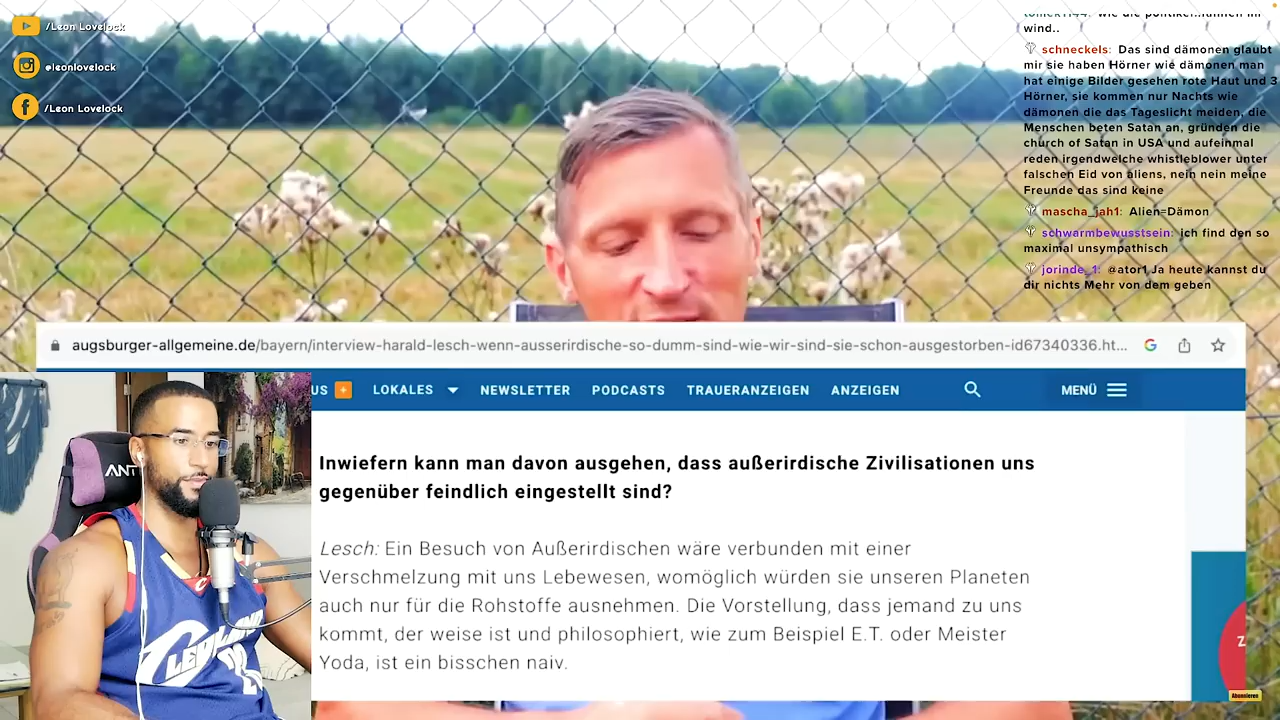 /Leon Lovelock
@leonlovelock
/Leon Lovelock
wind..
schneckels: Das sind dämonen glaubt
mir sie haben Hörner wie dämonen man
hat einige Bilder gesehen rote Haut und 3
Hörner, sie kommen nur Nachts wie
dämonen die das Tageslicht meiden, die
Menschen beten Satan an, gründen die
church of Satan in USA und aufeinmal
reden irgendwelche whistleblower unter
falschen Eid von aliens, nein nein meine
Freunde das sind keine
mascha_jah1: Alien=Dämon
schwarmbewusstsein: ich find den so
maximal unsympathisch
jorinde_1: @ator1 Ja heute kannst du
dir nichts Mehr von dem geben
augsburger-allgemeine.de/bayern/interview-harald-lesch-wenn-ausserirdische-so-dumm-sind-wie-wir-sind-sie-schon-ausgestorben-id67340336.ht...
US + LOKALES NEWSLETTER PODCASTS TRAUERANZEIGEN ANZEIGEN MENÜ
Inwiefern kann man davon ausgehen, dass außerirdische Zivilisationen uns
gegenüber feindlich eingestellt sind?
Lesch: Ein Besuch von Außerirdischen wäre verbunden mit einer
Verschmelzung mit uns Lebewesen, womöglich würden sie unseren Planeten
auch nur für die Rohstoffe ausnehmen. Die Vorstellung, dass jemand zu uns
kommt, der weise ist und philosophiert, wie zum Beispiel E.T. oder Meister
Yoda, ist ein bisschen naiv.
ANT
Abonnieren